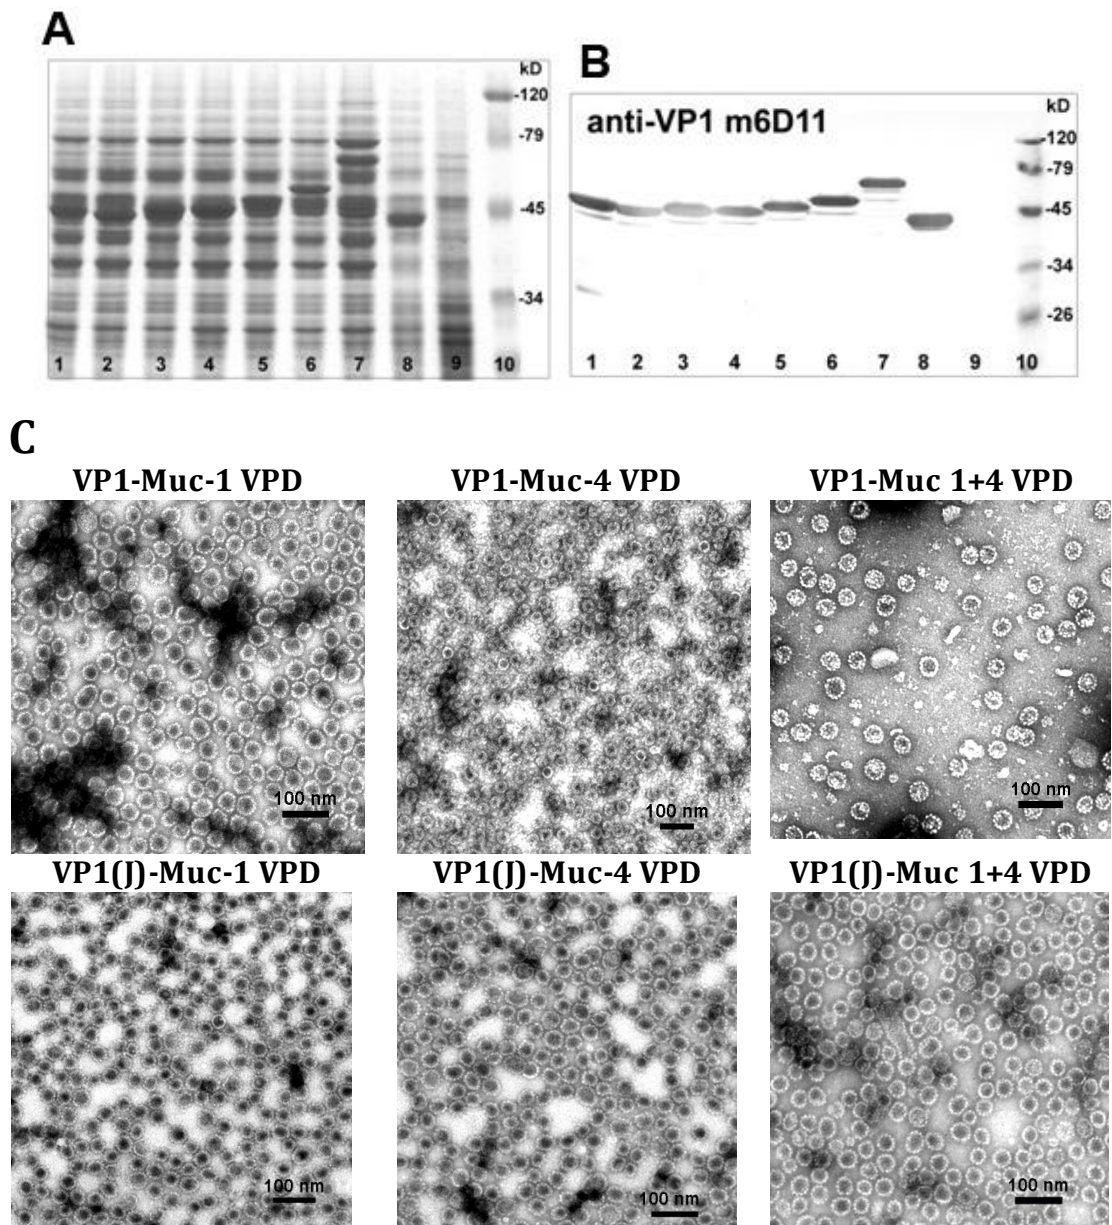 A
kD
-120
-79
-45
-34
1 2 3 4 5 6 7 8 9 10
B
anti-VP1 m6D11
kD
-120
-79
-45
-34
-26
1 2 3 4 5 6 7 8 9 10
C
VP1-Muc-1 VPD
VP1-Muc-4 VPD
VP1-Muc 1+4 VPD
100 nm
100 nm
100 nm
VP1(J)-Muc-1 VPD
VP1(J)-Muc-4 VPD
VP1(J)-Muc 1+4 VPD
100 nm
100 nm
100 nm